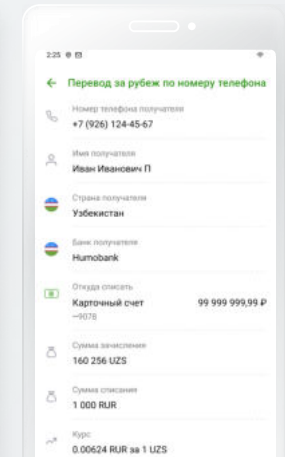 2:25
← Перевод за рубеж по номеру телефона
Номер телефона получателя
+7 (926) 124-45-67
Имя получателя
Иван Иванович П
Страна получателя
Узбекистан
Банк получателя
Humobank
Откуда списать
Карточный счет 99 999 999,99 ₽
··9078
Сумма зачисления
160 256 UZS
Сумма списания
1 000 RUR
Курс
0.00624 RUR за 1 UZS